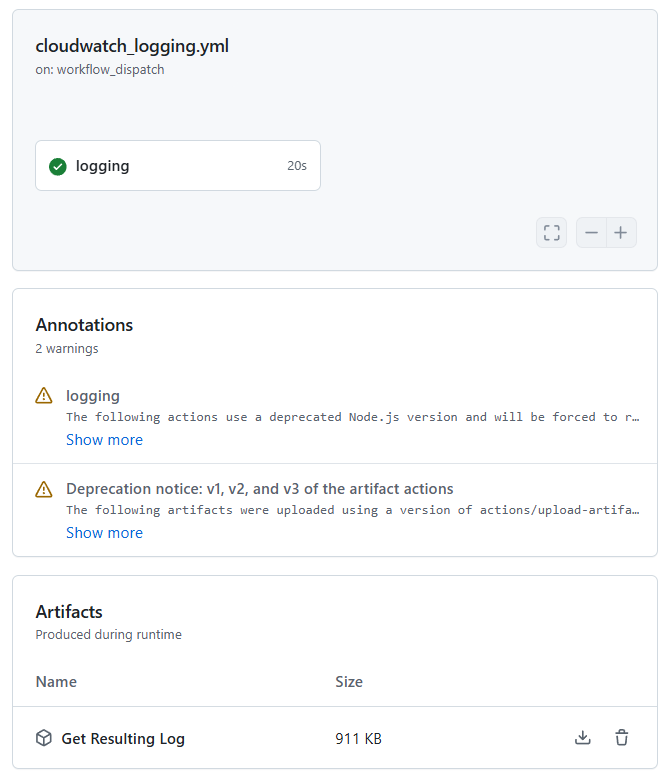 cloudwatch_logging.yml
on: workflow_dispatch
logging 20s
Annotations
2 warnings
logging
The following actions use a deprecated Node.js version and will be forced to r…
Show more
Deprecation notice: v1, v2, and v3 of the artifact actions
The following artifacts were uploaded using a version of actions/upload-artifa…
Show more
Artifacts
Produced during runtime
Name Size
Get Resulting Log 911 KB